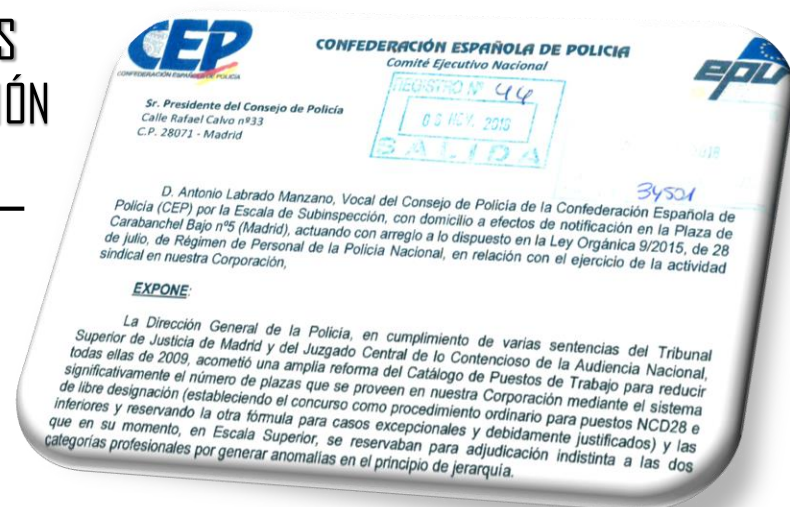 S
IÓN
CEP
CONFEDERACIÓN ESPAÑOLA DE POLICÍA
CONFEDERACIÓN ESPAÑOLA DE POLICIA
Comité Ejecutivo Nacional
epu
REGISTRO Nº 44
NOV. 2018
SALIDA
2018
34501
Sr. Presidente del Consejo de Policía
Calle Rafael Calvo nº33
C.P. 28071 - Madrid
D. Antonio Labrado Manzano, Vocal del Consejo de Policía de la Confederación Española de
Policía (CEP) por la Escala de Subinspección, con domicilio a efectos de notificación en la Plaza de
Carabanchel Bajo nº5 (Madrid), actuando con arreglo a lo dispuesto en la Ley Orgánica 9/2015, de 28
de julio, de Régimen de Personal de la Policía Nacional, en relación con el ejercicio de la actividad
sindical en nuestra Corporación,
EXPONE:
La Dirección General de la Policía, en cumplimiento de varias sentencias del Tribunal
Superior de Justicia de Madrid y del Juzgado Central de lo Contencioso de la Audiencia Nacional,
todas ellas de 2009, acometió una amplia reforma del Catálogo de Puestos de Trabajo para reducir
significativamente el número de plazas que se proveen en nuestra Corporación mediante el sistema
de libre designación (estableciendo el concurso como procedimiento ordinario para puestos NCD28 e
inferiores y reservando la otra fórmula para casos excepcionales y debidamente justificados) y las
que en su momento, en Escala Superior, se reservaban para adjudicación indistinta a las dos
categorías profesionales por generar anomalías en el principio de jerarquía.